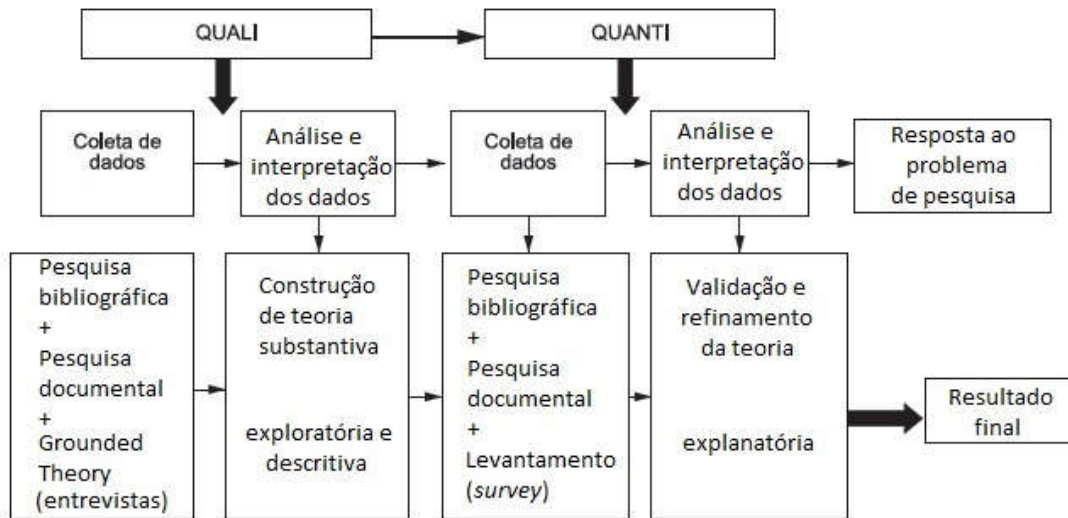 QUALI
QUANTI
Coleta de
dados
Análise e
interpretação
dos dados
Coleta de
dados
Análise e
interpretação
dos dados
Resposta ao
problema
de pesquisa
Pesquisa
bibliográfica
+
Pesquisa
documental
+
Grounded
Theory
(entrevistas)
Construção
de teoria
substantiva
exploratória e
descritiva
Pesquisa
bibliográfica
+
Pesquisa
documental
+
Levantamento
(survey)
Validação e
refinamento
da teoria
explanatória
Resultado
final